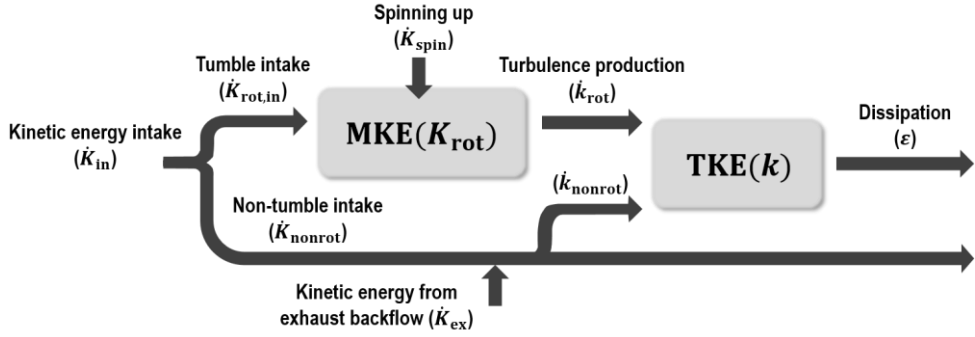 Spinning up
(K̇spin)
Tumble intake
(K̇rot,in)
Turbulence production
(k̇rot)
Dissipation
(ε)
Kinetic energy intake
(K̇in)
MKE(Krot)
TKE(k)
(k̇nonrot)
Non-tumble intake
(K̇nonrot)
Kinetic energy from
exhaust backflow (K̇ex)